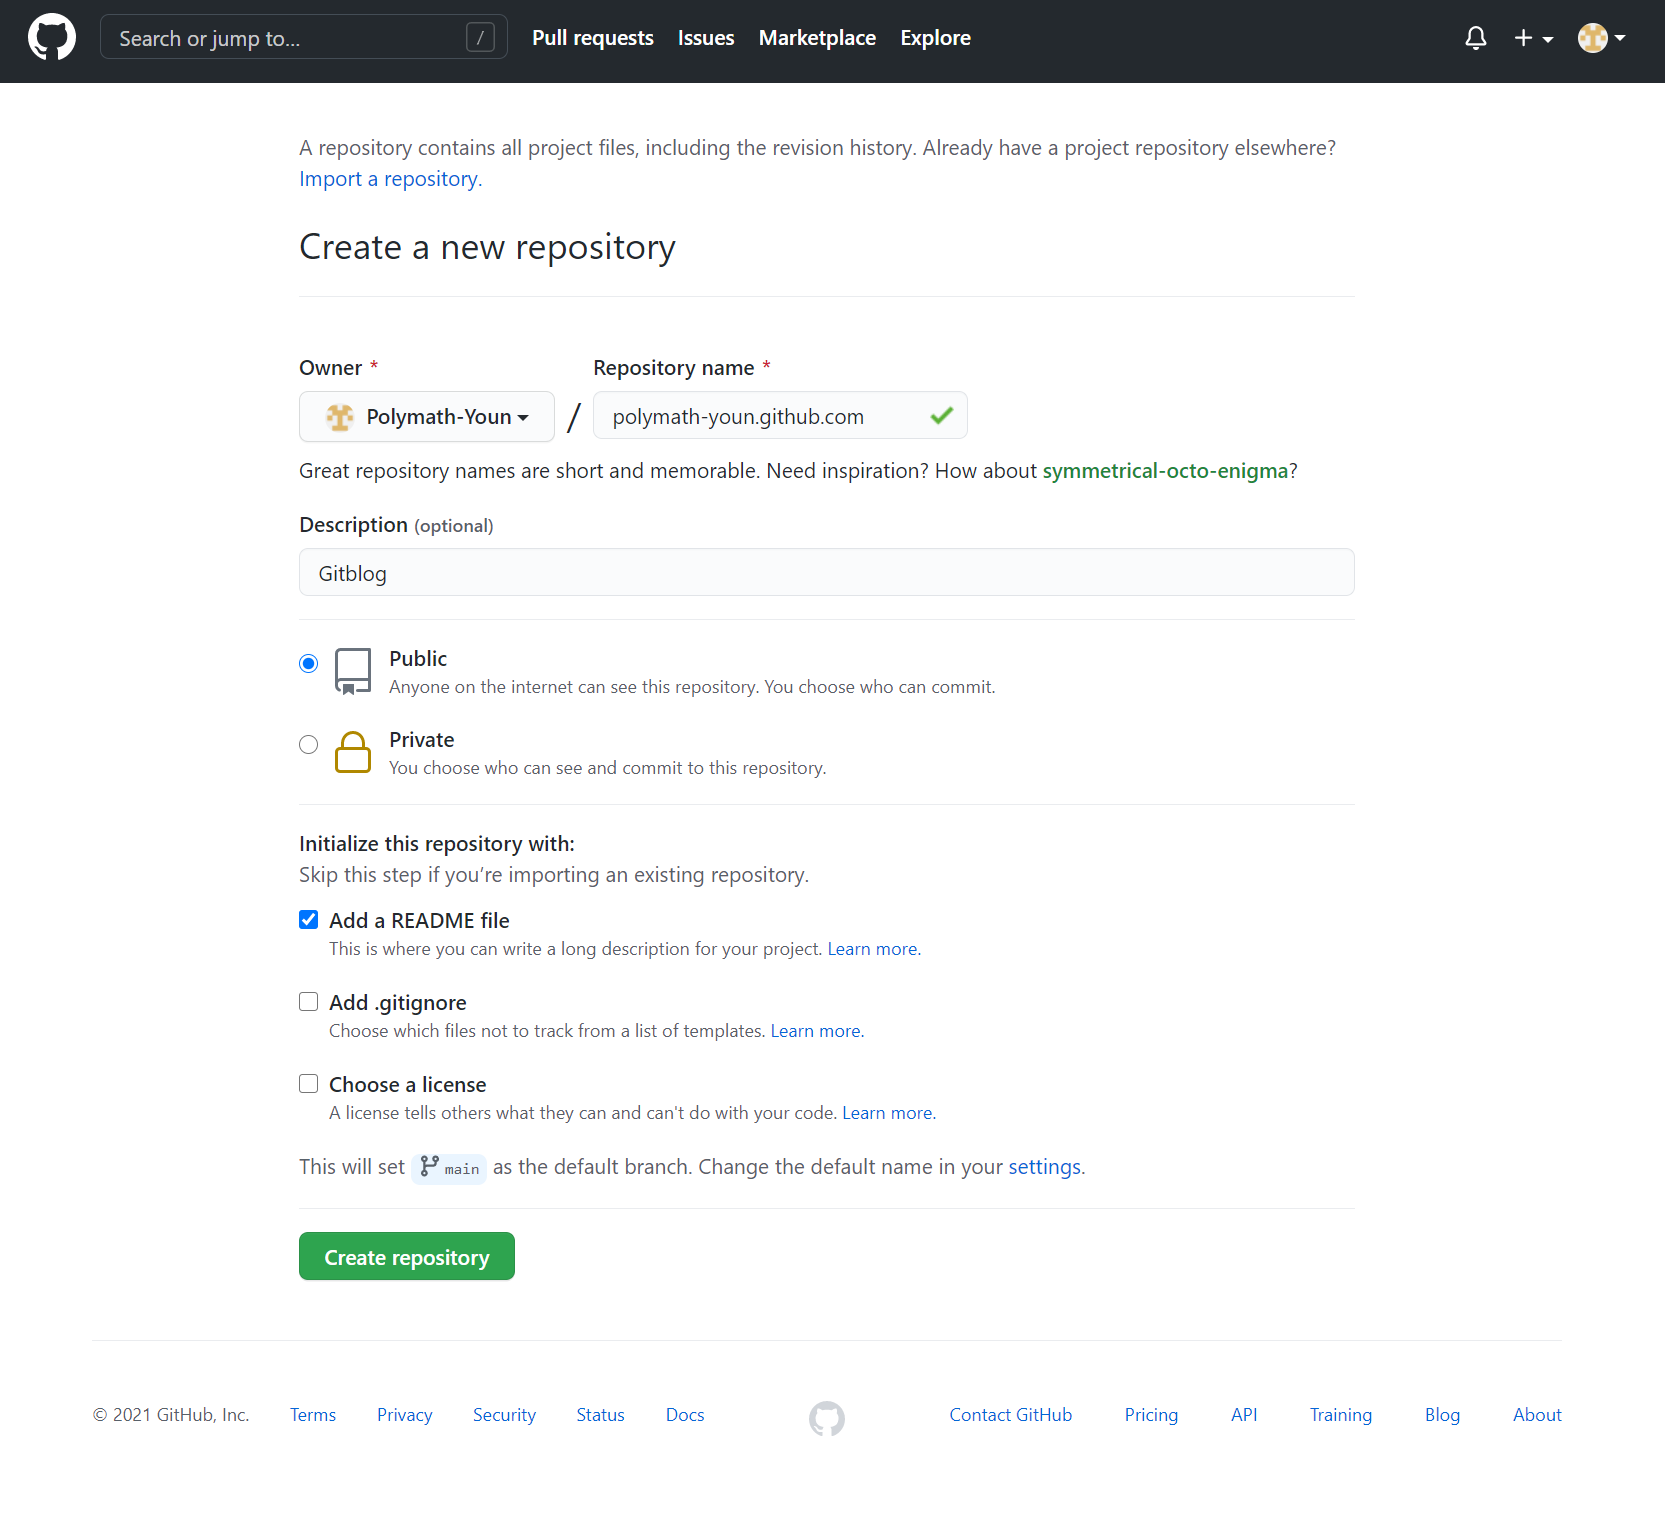 Search or jump to... /
Pull requests Issues Marketplace Explore
A repository contains all project files, including the revision history. Already have a project repository elsewhere?
Import a repository.
Create a new repository
Owner * Repository name *
Polymath-Youn / polymath-youn.github.com
Great repository names are short and memorable. Need inspiration? How about symmetrical-octo-enigma?
Description (optional)
Gitblog
Public
Anyone on the internet can see this repository. You choose who can commit.
Private
You choose who can see and commit to this repository.
Initialize this repository with:
Skip this step if you’re importing an existing repository.
Add a README file
This is where you can write a long description for your project. Learn more.
Add .gitignore
Choose which files not to track from a list of templates. Learn more.
Choose a license
A license tells others what they can and can't do with your code. Learn more.
This will set main as the default branch. Change the default name in your settings.
Create repository
© 2021 GitHub, Inc. Terms Privacy Security Status Docs Contact GitHub Pricing API Training Blog About